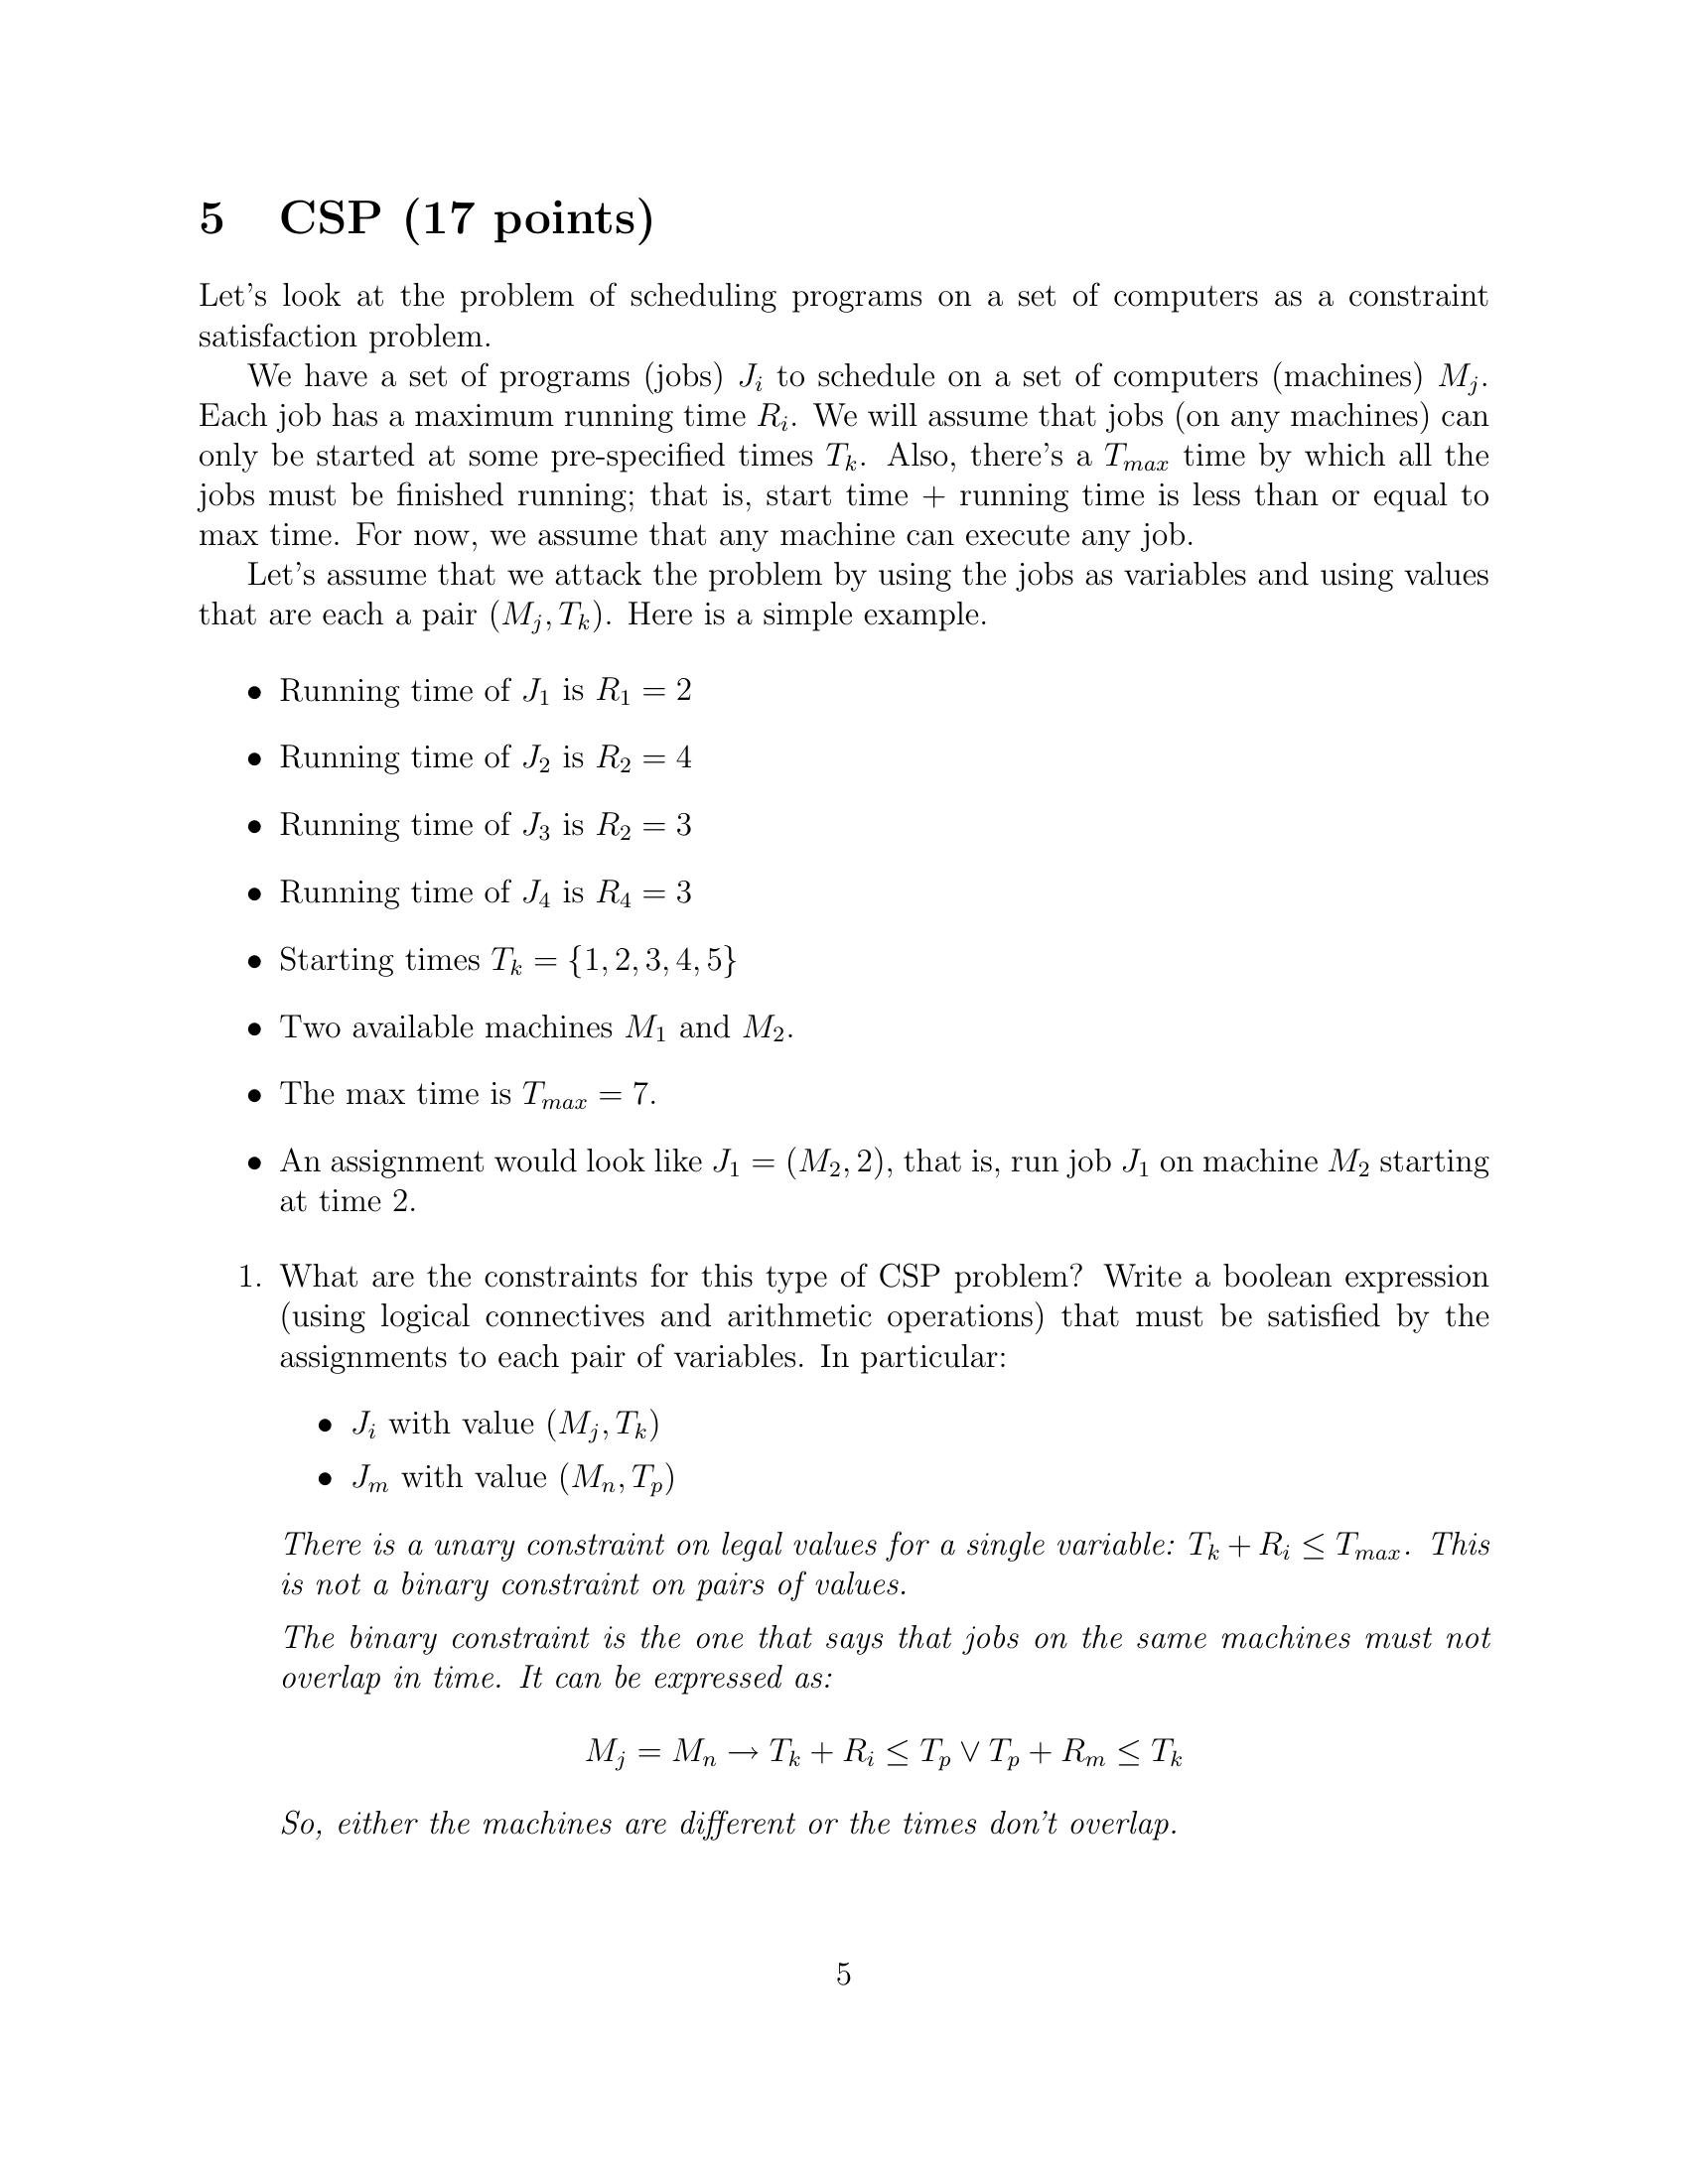 5 CSP (17 points)
Let's look at the problem of scheduling programs on a set of computers as a constraint
satisfaction problem.
We have a set of programs (jobs) $J_i$ to schedule on a set of computers (machines) $M_j$.
Each job has a maximum running time $R_i$. We will assume that jobs (on any machines) can
only be started at some pre-specified times $T_k$. Also, there's a $T_{max}$ time by which all the
jobs must be finished running; that is, start time + running time is less than or equal to
max time. For now, we assume that any machine can execute any job.
Let's assume that we attack the problem by using the jobs as variables and using values
that are each a pair $(M_j, T_k)$. Here is a simple example.
• Running time of $J_1$ is $R_1 = 2$
• Running time of $J_2$ is $R_2 = 4$
• Running time of $J_3$ is $R_2 = 3$
• Running time of $J_4$ is $R_4 = 3$
• Starting times $T_k = \{1, 2, 3, 4, 5\}$
• Two available machines $M_1$ and $M_2$.
• The max time is $T_{max} = 7$.
• An assignment would look like $J_1 = (M_2, 2)$, that is, run job $J_1$ on machine $M_2$ starting
at time 2.
1. What are the constraints for this type of CSP problem? Write a boolean expression
(using logical connectives and arithmetic operations) that must be satisfied by the
assignments to each pair of variables. In particular:
• $J_i$ with value $(M_j, T_k)$
• $J_m$ with value $(M_n, T_p)$
There is a unary constraint on legal values for a single variable: $T_k + R_i \leq T_{max}$. This
is not a binary constraint on pairs of values.
The binary constraint is the one that says that jobs on the same machines must not
overlap in time. It can be expressed as:
$M_j = M_n \rightarrow T_k + R_i \leq T_p \vee T_p + R_m \leq T_k$
So, either the machines are different or the times don't overlap.
5